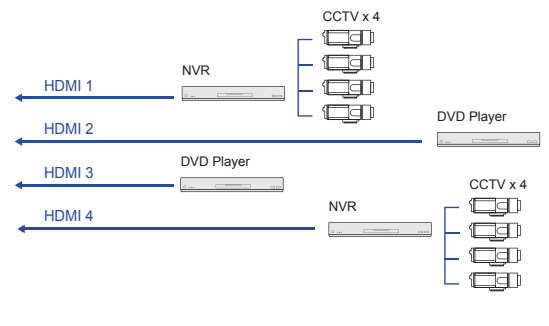 CCTV x 4
NVR
HDMI 1
DVD Player
HDMI 2
DVD Player
HDMI 3
CCTV x 4
NVR
HDMI 4